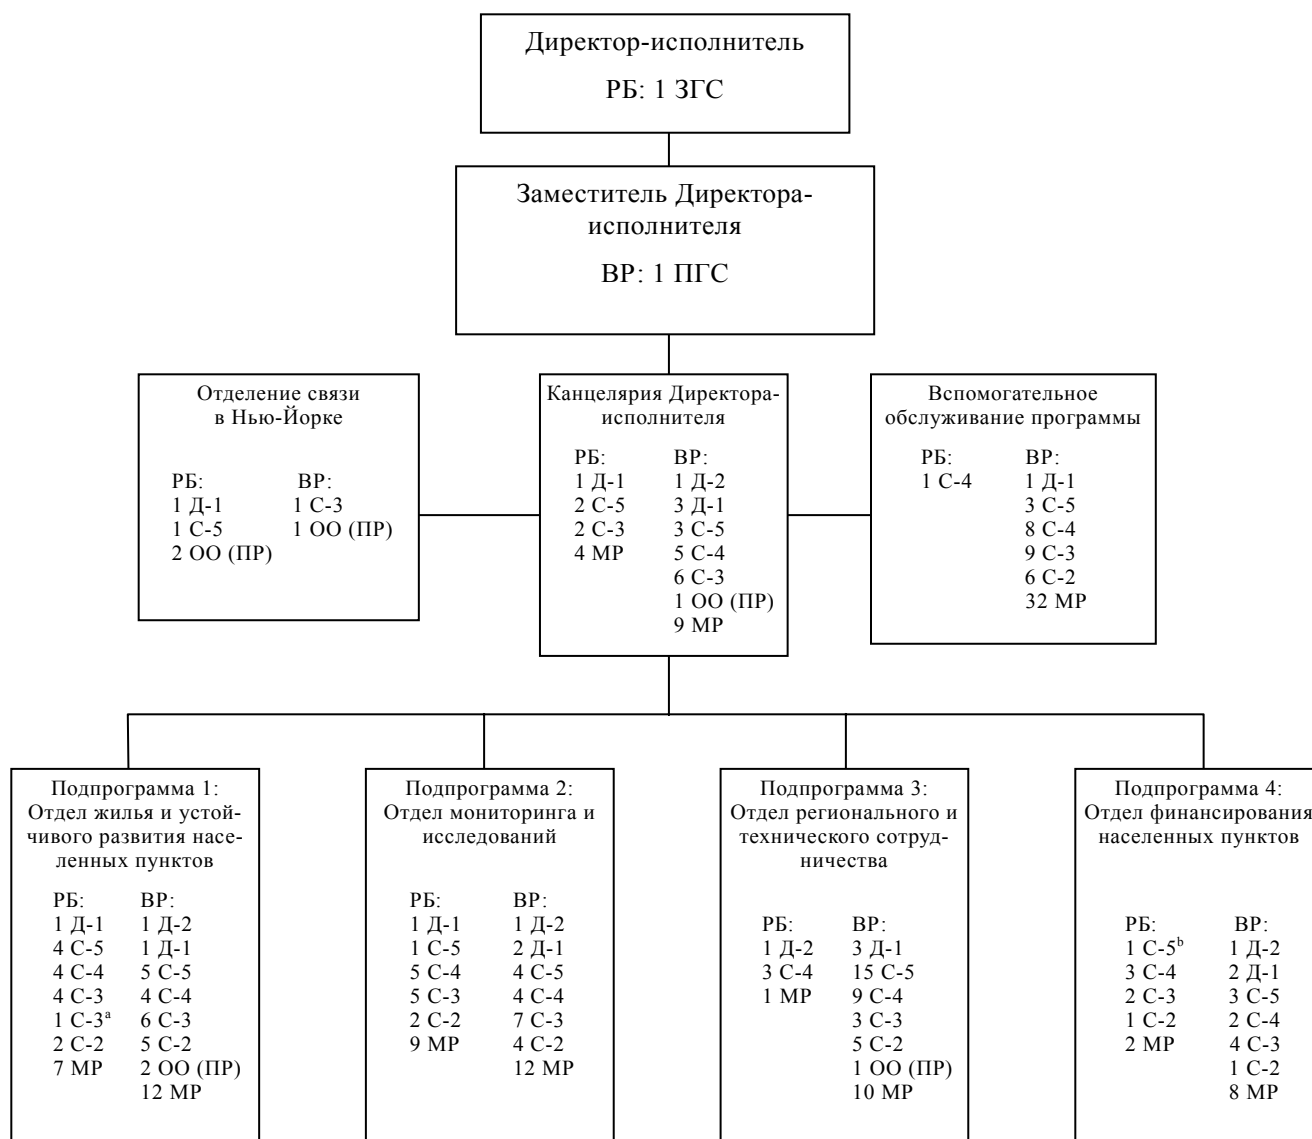 Директор-исполнитель
РБ: 1 ЗГС
Заместитель Директора-
исполнителя
ВР: 1 ПГС
Отделение связи
в Нью-Йорке
РБ:
1 Д-1
1 С-5
2 ОО (ПР)
ВР:
1 С-3
1 ОО (ПР)
Канцелярия Директора-
исполнителя
РБ:
1 Д-1
2 С-5
2 С-3
4 МР
ВР:
1 Д-2
3 Д-1
3 С-5
5 С-4
6 С-3
1 ОО (ПР)
9 МР
Вспомогательное
обслуживание программы
РБ:
1 С-4
ВР:
1 Д-1
3 С-5
8 С-4
9 С-3
6 С-2
32 МР
Подпрограмма 1:
Отдел жилья и устой-
чивого развития насе-
ленных пунктов
РБ:
1 Д-1
4 С-5
4 С-4
4 С-3
1 С-3ᵃ
2 С-2
7 МР
ВР:
1 Д-2
1 Д-1
5 С-5
4 С-4
6 С-3
5 С-2
2 ОО (ПР)
12 МР
Подпрограмма 2:
Отдел мониторинга и
исследований
РБ:
1 Д-1
1 С-5
5 С-4
5 С-3
2 С-2
9 МР
ВР:
1 Д-2
2 Д-1
4 С-5
4 С-4
7 С-3
4 С-2
12 МР
Подпрограмма 3:
Отдел регионального и
технического сотруд-
ничества
РБ:
1 Д-2
3 С-4
1 МР
ВР:
3 Д-1
15 С-5
9 С-4
3 С-3
5 С-2
1 ОО (ПР)
10 МР
Подпрограмма 4:
Отдел финансирования
населенных пунктов
РБ:
1 С-5ᵇ
3 С-4
2 С-3
1 С-2
2 МР
ВР:
1 Д-2
2 Д-1
3 С-5
2 С-4
4 С-3
1 С-2
8 МР